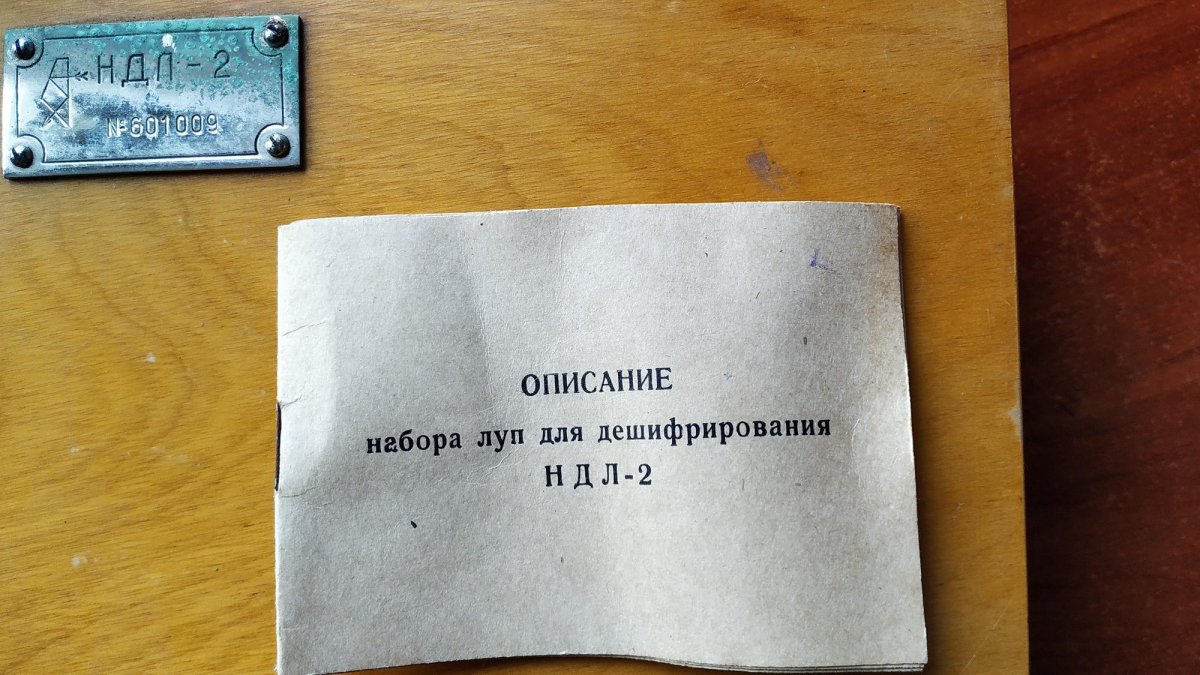 НДЛ-2
№601009
ОПИСАНИЕ
набора луп для дешифрирования
НДЛ-2